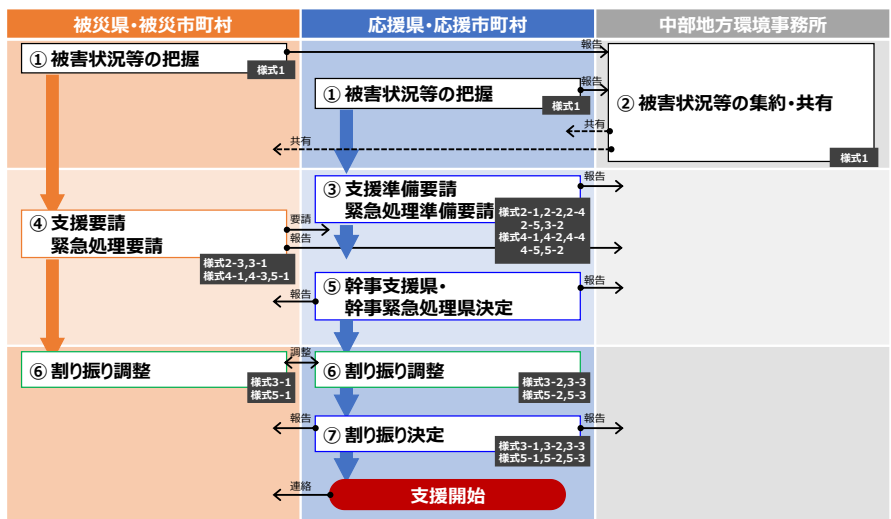 被災県・被災市町村
応援県・応援市町村
中部地方環境事務所
①被害状況等の把握
様式1
報告
①被害状況等の把握
様式1
報告
②被害状況等の集約・共有
様式1
共有
共有
③支援準備要請
緊急処理準備要請
様式2-1,2-2,2-4
2-5,3-2
様式4-1,4-2,4-4
4-5,5-2
報告
④支援要請
緊急処理要請
様式2-3,3-1
様式4-1,4-3,5-1
要請
報告
⑤幹事支援県・
幹事緊急処理県決定
報告
報告
⑥割り振り調整
様式3-1
様式5-1
調整
⑥割り振り調整
様式3-2,3-3
様式5-2,5-3
⑦割り振り決定
様式3-1,3-2,3-3
様式5-1,5-2,5-3
報告
報告
連絡
支援開始